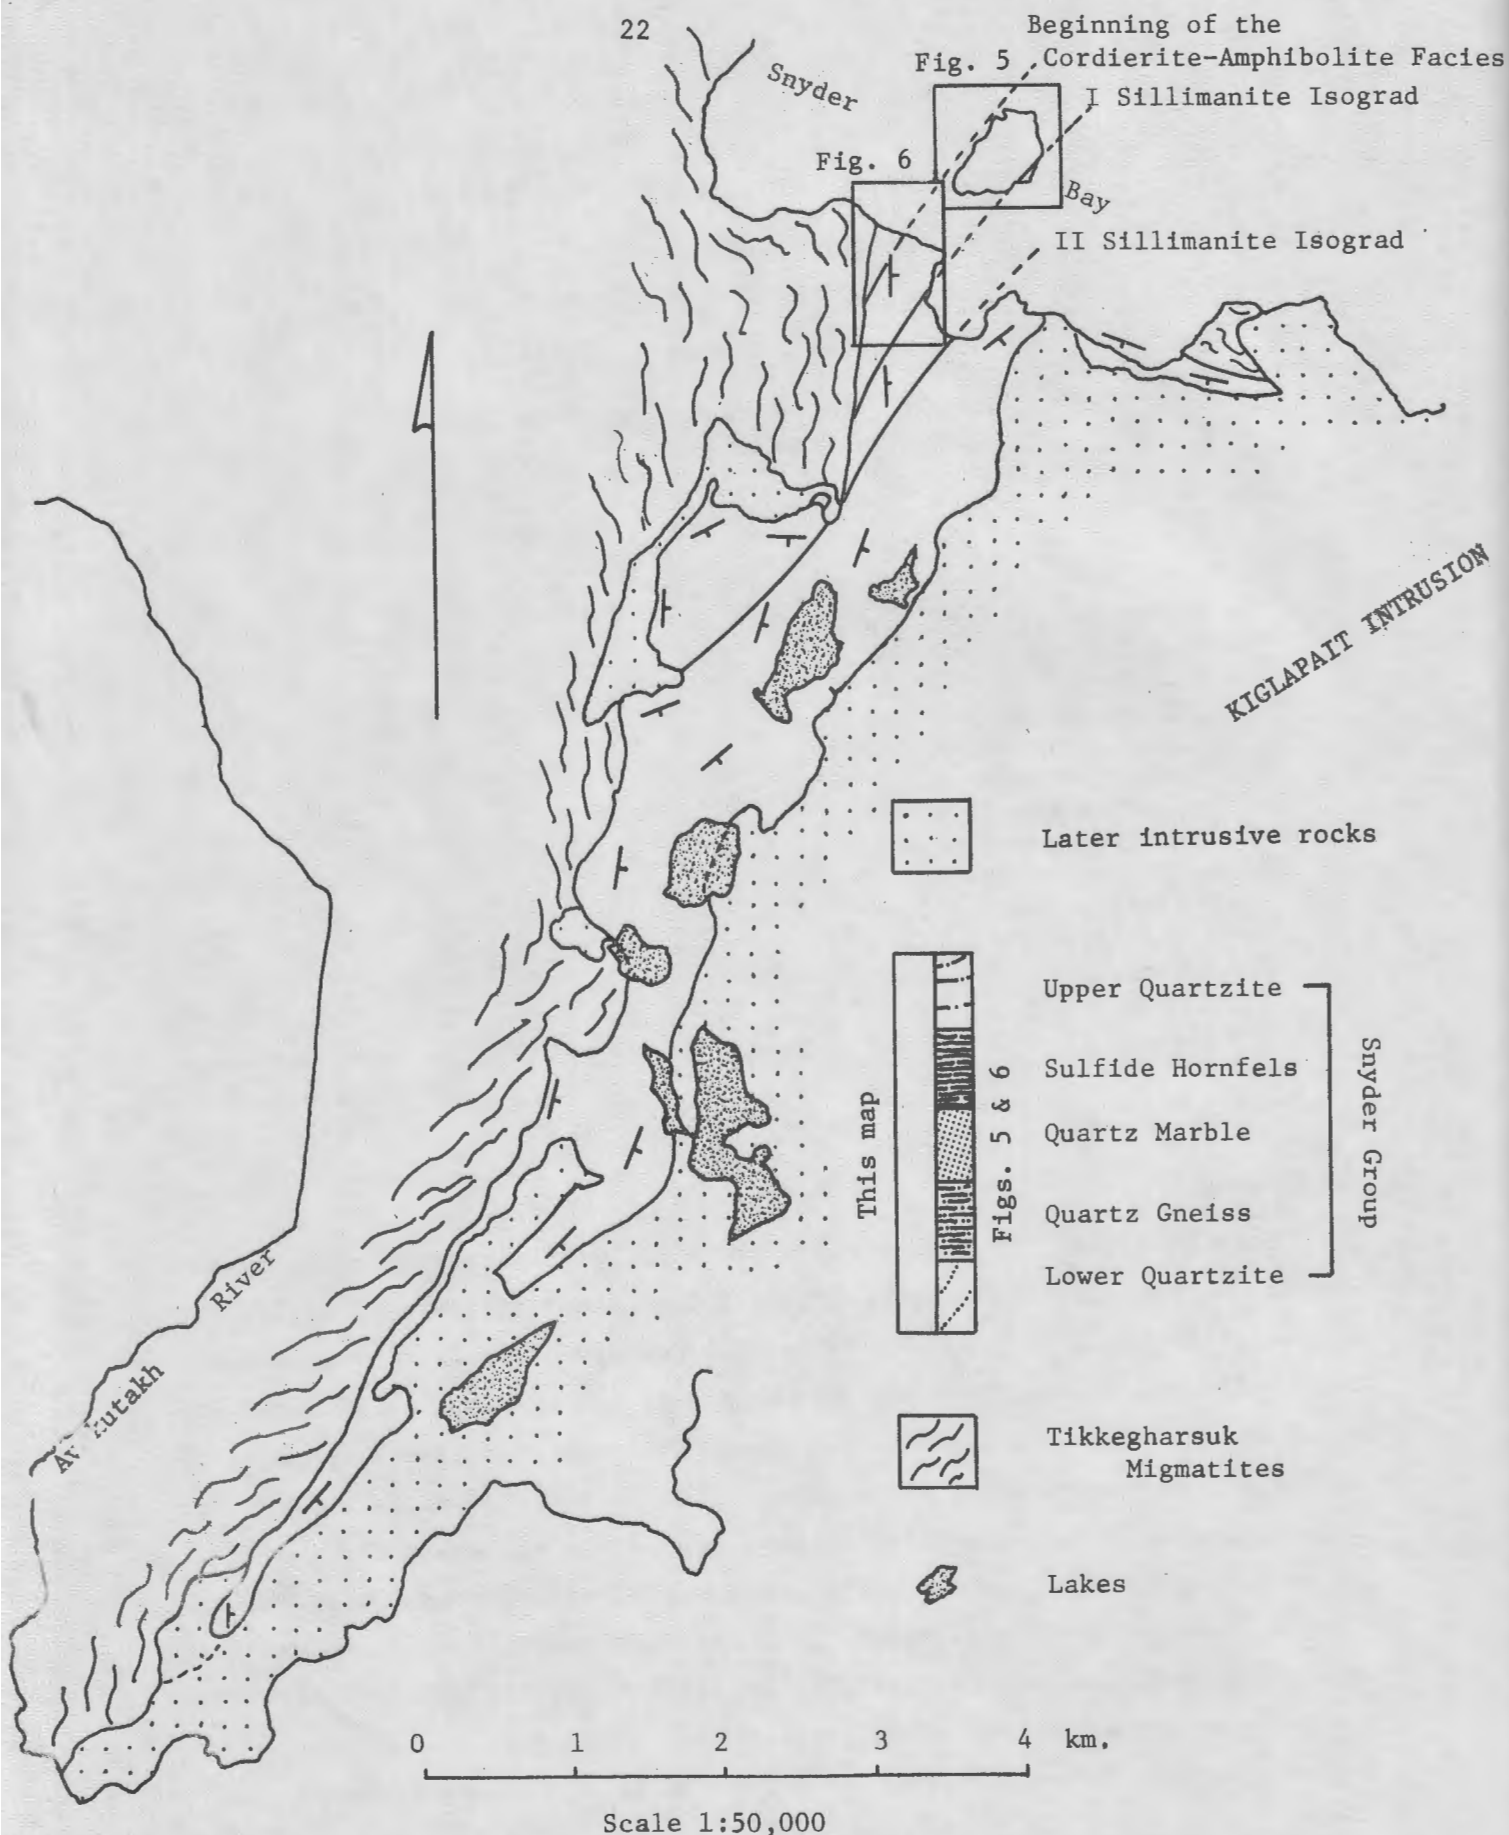 22
Beginning of the
Fig. 5 Cordierite-Amphibolite Facies
Snyder
I Sillimanite Isograd
Fig. 6
Bay
II Sillimanite Isograd
KIGLAPAIT INTRUSION
Later intrusive rocks
This map
Figs. 5 & 6
Upper Quartzite
Sulfide Hornfels
Quartz Marble
Quartz Gneiss
Lower Quartzite
Snyder Group
River
Tikkegharsuk
Migmatites
Lakes
0 1 2 3 4 km.
Scale 1:50,000